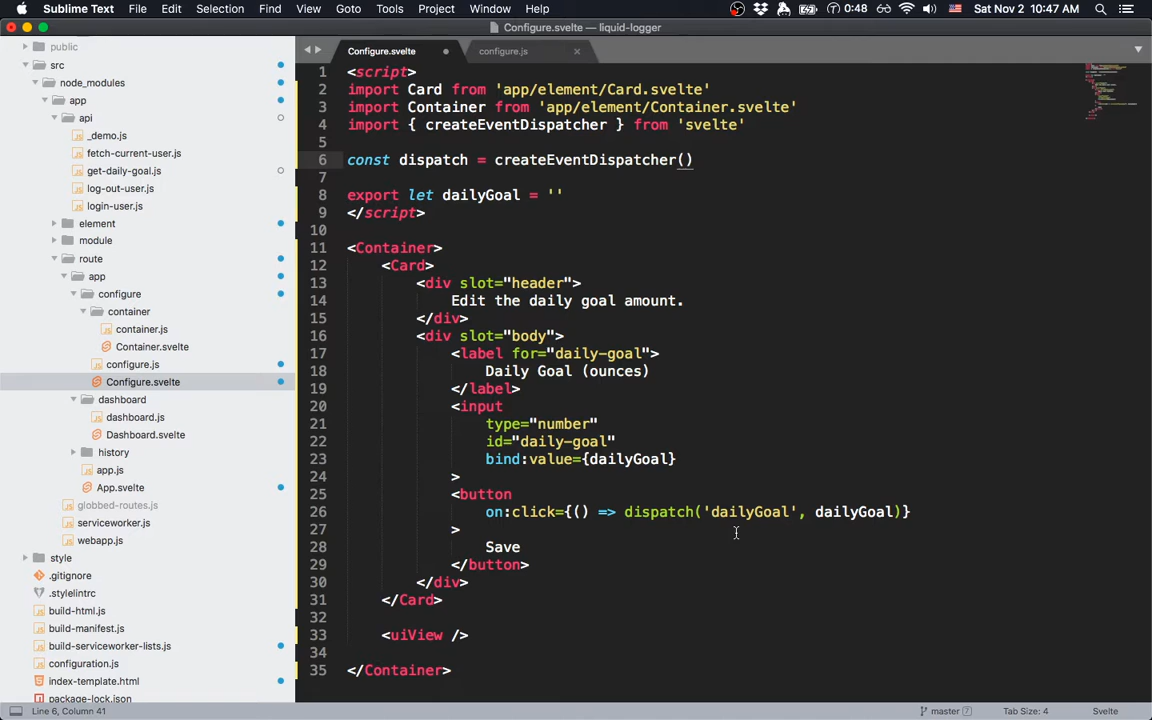 Sublime Text File Edit Selection Find View Goto Tools Project Window Help 0:48 Sat Nov 2 10:47 AM
Configure.svelte — liquid-logger
public
src
node_modules
app
api
_demo.js
fetch-current-user.js
get-daily-goal.js
log-out-user.js
login-user.js
element
module
route
app
configure
container
container.js
Container.svelte
configure.js
Configure.svelte
dashboard
dashboard.js
Dashboard.svelte
history
app.js
App.svelte
globbed-routes.js
serviceworker.js
webapp.js
style
.gitignore
.stylelintrc
build-html.js
build-manifest.js
build-serviceworker-lists.js
configuration.js
index-template.html
package-lock.json
Configure.svelte configure.js
1 <script>
2 import Card from 'app/element/Card.svelte'
3 import Container from 'app/element/Container.svelte'
4 import { createEventDispatcher } from 'svelte'
5
6 const dispatch = createEventDispatcher()
7
8 export let dailyGoal = ''
9 </script>
10
11 <Container>
12 <Card>
13 <div slot="header">
14 Edit the daily goal amount.
15 </div>
16 <div slot="body">
17 <label for="daily-goal">
18 Daily Goal (ounces)
19 </label>
20 <input
21 type="number"
22 id="daily-goal"
23 bind:value={dailyGoal}
24 >
25 <button
26 on:click={() => dispatch('dailyGoal', dailyGoal)}
27 >
28 Save
29 </button>
30 </div>
31 </Card>
32
33 <uiView />
34
35 </Container>
Line 6, Column 41 master 7 Tab Size: 4 Svelte